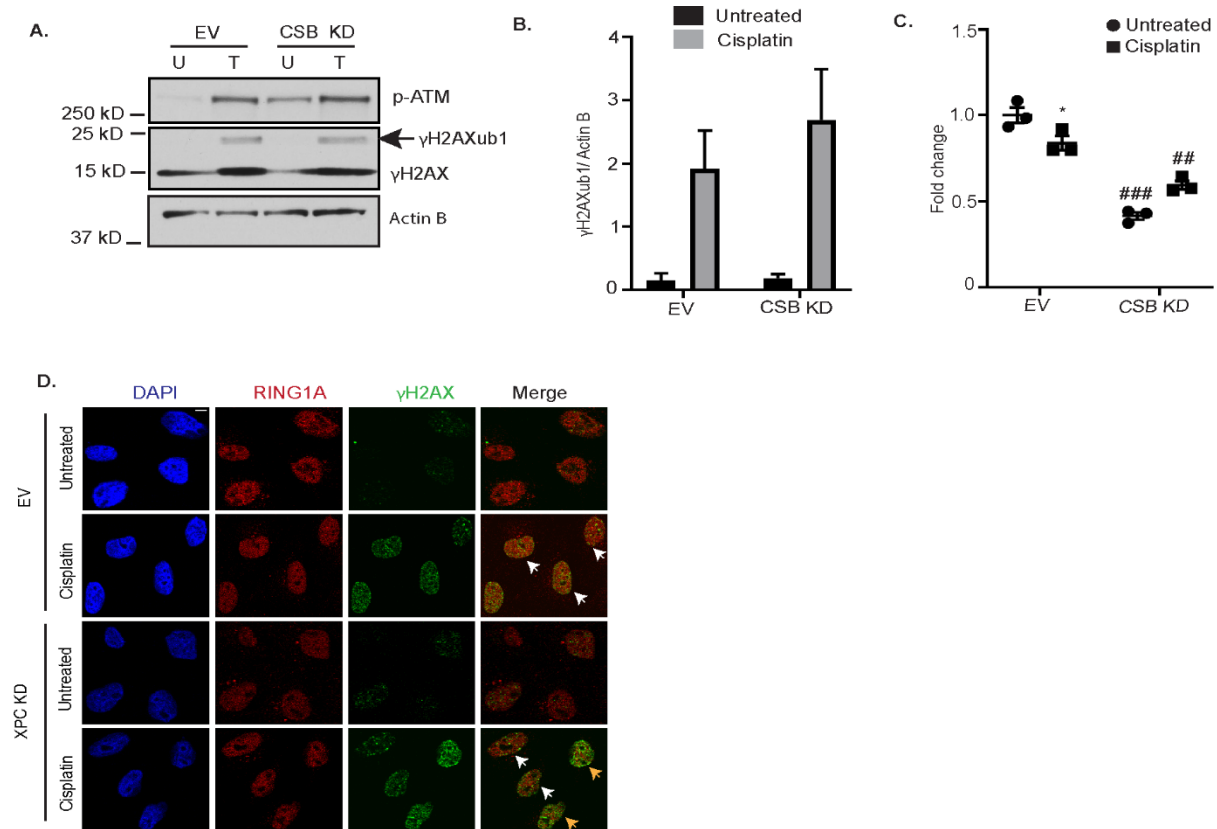 A.
EV CSB KD
U T U T
250 kD
p-ATM
25 kD
γH2AXub1
15 kD
γH2AX
Actin B
37 kD
B.
Untreated
Cisplatin
γH2AXub1/ Actin B
4
3
2
1
0
EV CSB KD
C.
Untreated
Cisplatin
Fold change
1.5
1.0
0.5
0
*
###
##
EV CSB KD
D.
DAPI RING1A γH2AX Merge
EV
Untreated
Cisplatin
XPC KD
Untreated
Cisplatin